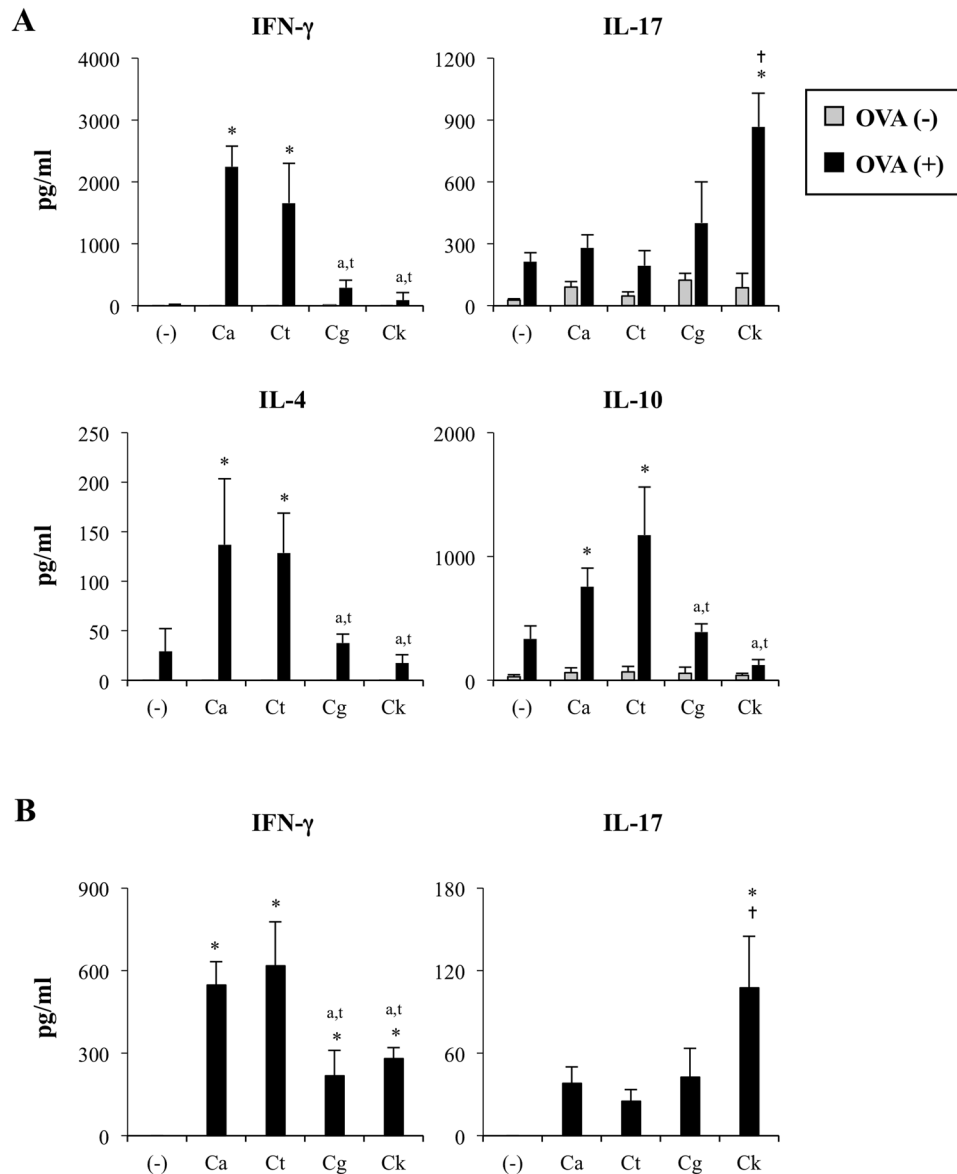 A
IFN-γ
IL-17
4000
3000
2000
1000
0
pg/ml
*
*
a,t
a,t
(-)
Ca
Ct
Cg
Ck
1200
900
600
300
0
†
*
(-)
Ca
Ct
Cg
Ck
OVA (-)
OVA (+)
IL-4
IL-10
250
200
150
100
50
0
pg/ml
*
*
a,t
a,t
(-)
Ca
Ct
Cg
Ck
2000
1000
0
*
*
a,t
a,t
(-)
Ca
Ct
Cg
Ck
B
IFN-γ
IL-17
900
600
300
0
pg/ml
*
*
a,t
*
a,t
*
(-)
Ca
Ct
Cg
Ck
180
120
60
0
*
†
(-)
Ca
Ct
Cg
Ck